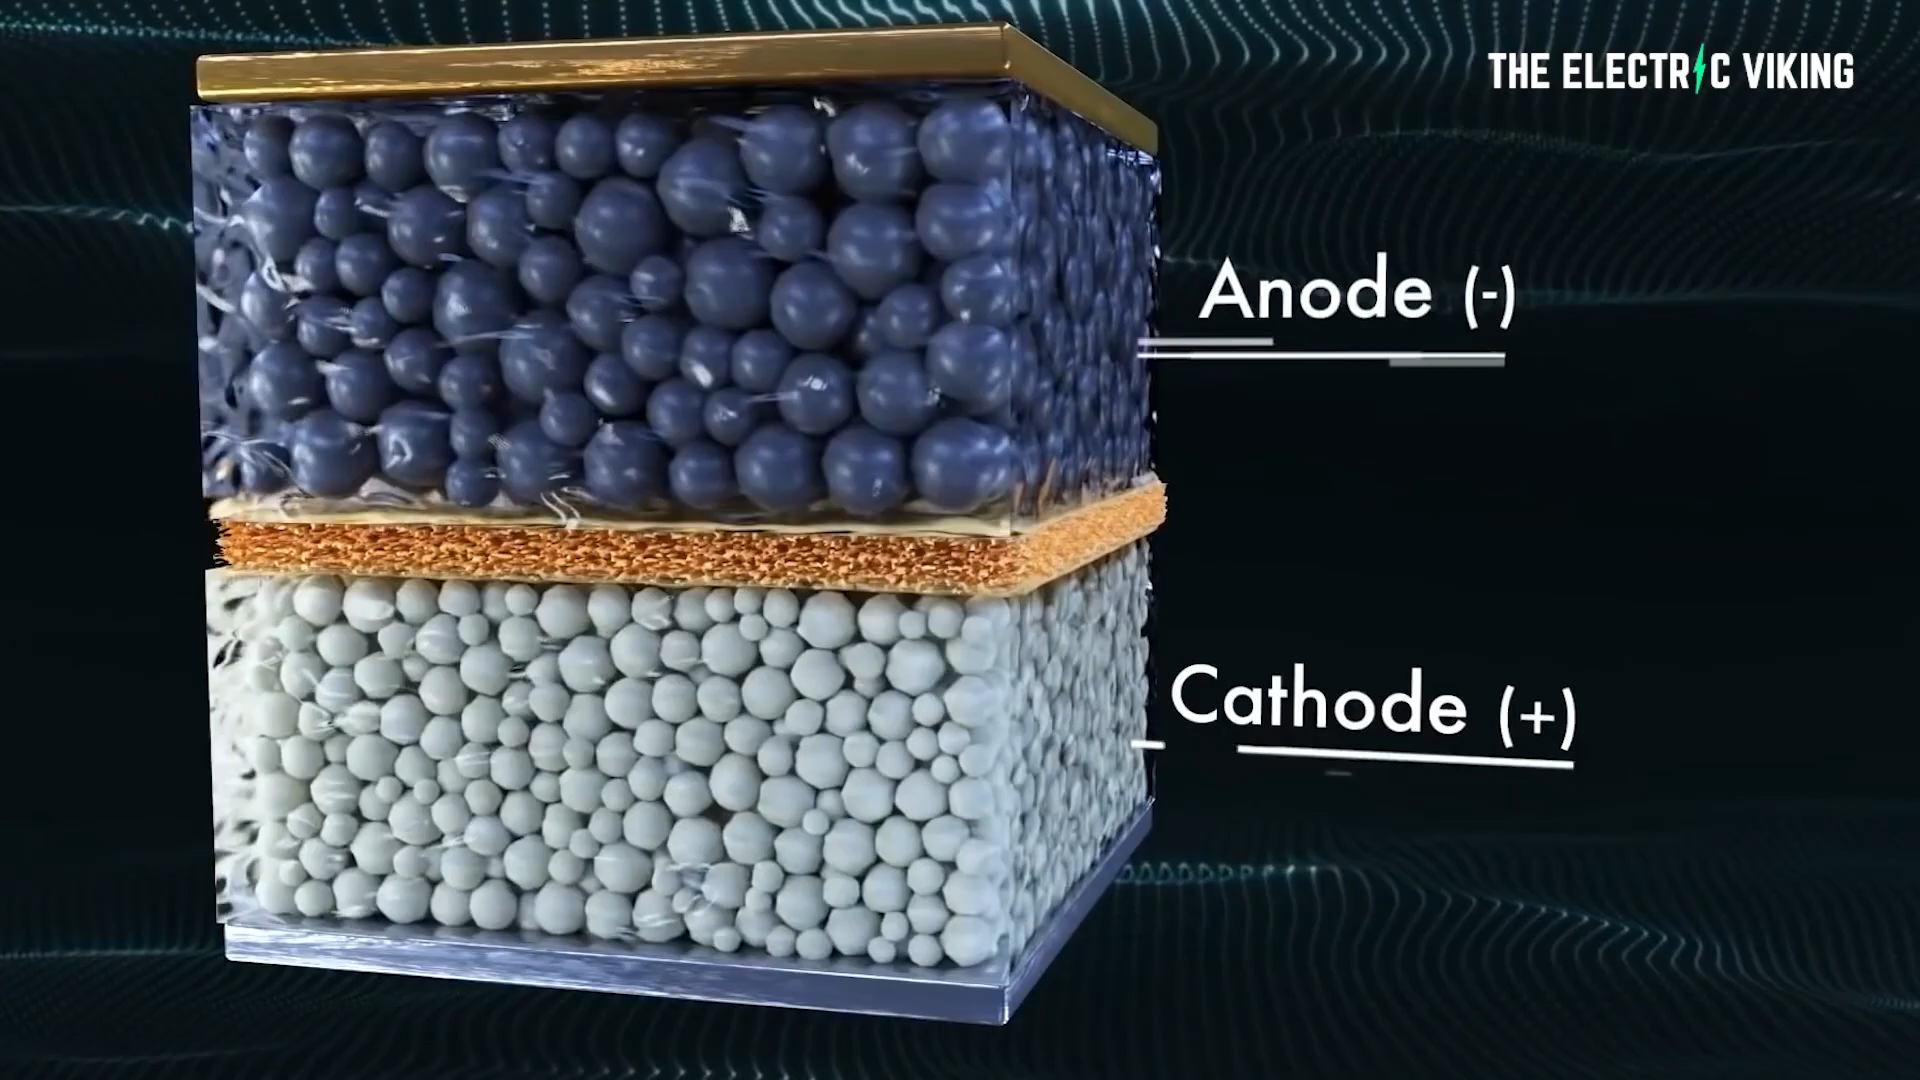 THE ELECTRIC VIKING
Anode (-)
Cathode (+)